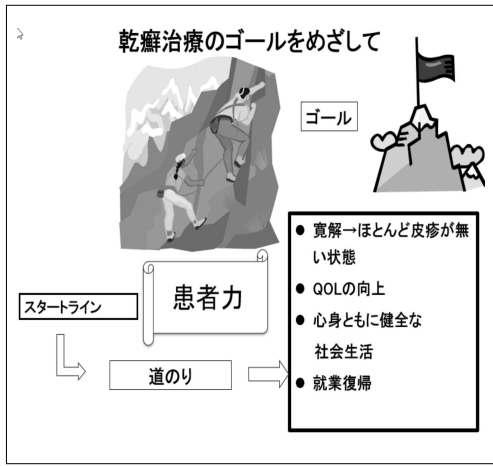 乾癬治療のゴールをめざして
ゴール
患者力
スタートライン
道のり
● 寛解→ほとんど皮疹が無
い状態
● QOLの向上
● 心身ともに健全な
社会生活
● 就業復帰